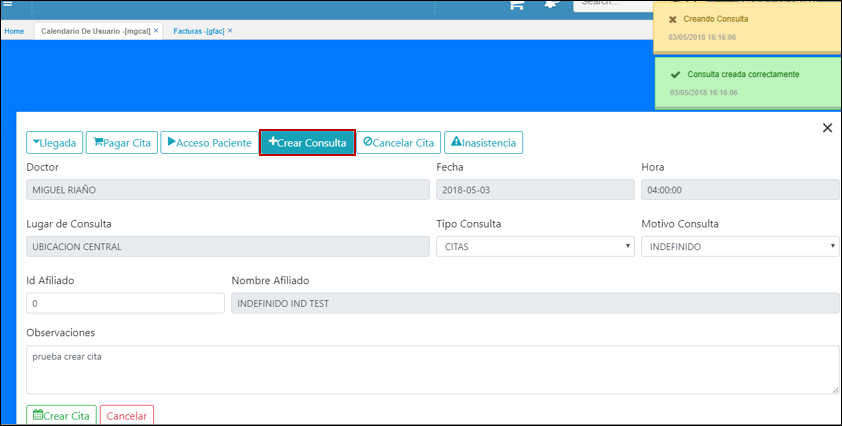 Search...
Creando Consulta
03/05/2018 16:16:06
Home
Calendario De Usuario -[mgcal] ×
Facturas -[gfac] ×
Consulta creada correctamente
03/05/2018 16:16:06
Llegada
Pagar Cita
Acceso Paciente
Crear Consulta
Cancelar Cita
Inasistencia
Doctor
Fecha
Hora
MIGUEL RIAÑO
2018-05-03
04:00:00
Lugar de Consulta
Tipo Consulta
Motivo Consulta
UBICACION CENTRAL
CITAS
INDEFINIDO
Id Afiliado
Nombre Afiliado
0
INDEFINIDO IND TEST
Observaciones
prueba crear cita
Crear Cita
Cancelar